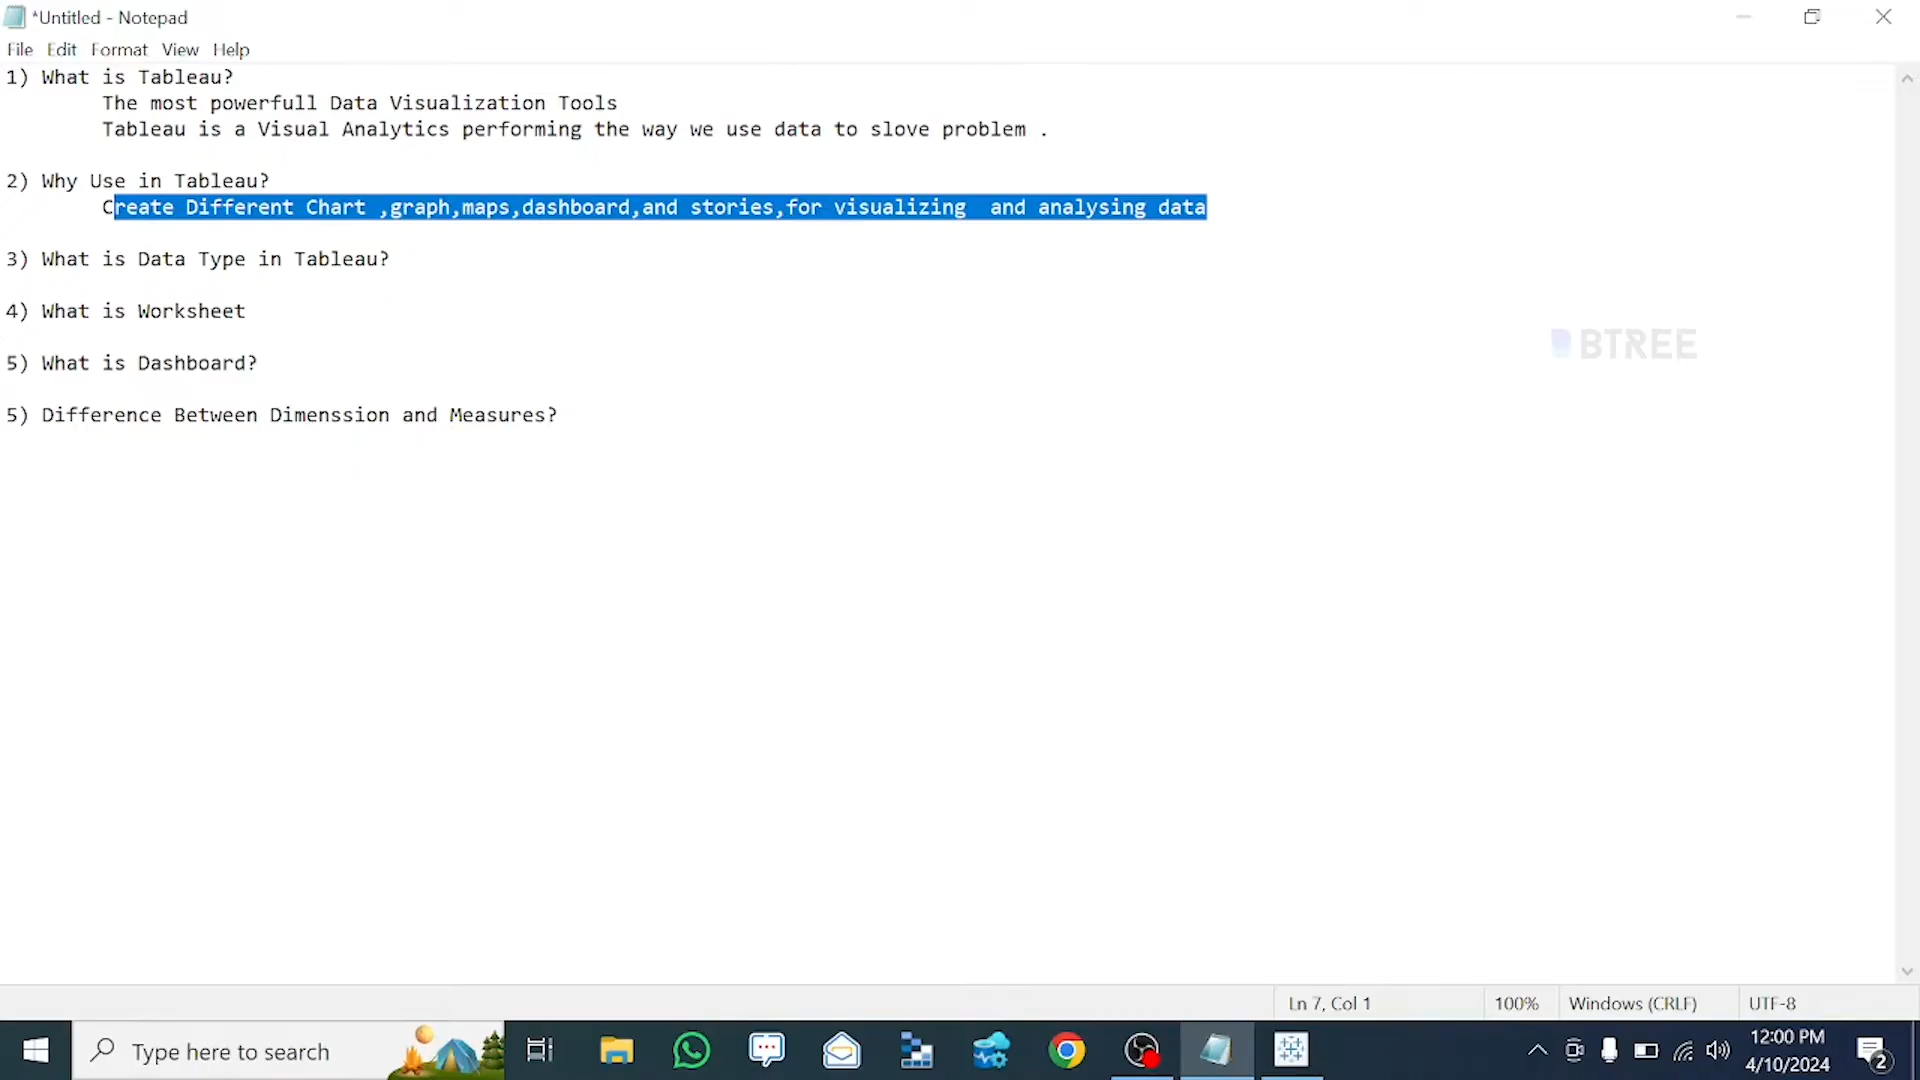 *Untitled - Notepad
File Edit Format View Help
1) What is Tableau?
The most powerfull Data Visualization Tools
Tableau is a Visual Analytics performing the way we use data to slove problem .
2) Why Use in Tableau?
Create Different Chart ,graph,maps,dashboard,and stories,for visualizing  and analysing data
3) What is Data Type in Tableau?
4) What is Worksheet
5) What is Dashboard?
5) Difference Between Dimenssion and Measures?
BTREE
Ln 7, Col 1 100% Windows (CRLF) UTF-8
Type here to search
12:00 PM
4/10/2024
2